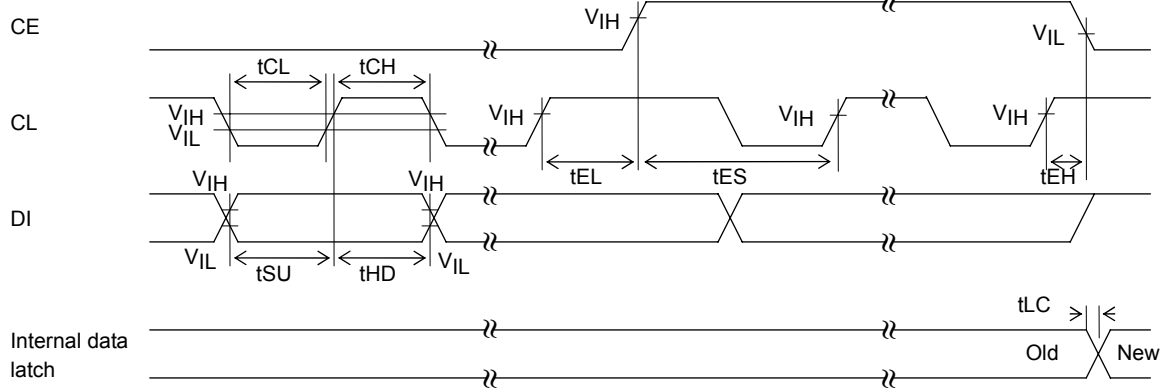 CE
VIH
VIL
tCL
tCH
CL
VIH
VIL
VIH
VIH
VIH
tEL
tES
tEH
DI
VIH
VIH
VIL
VIL
tSU
tHD
tLC
Internal data
latch
Old
New